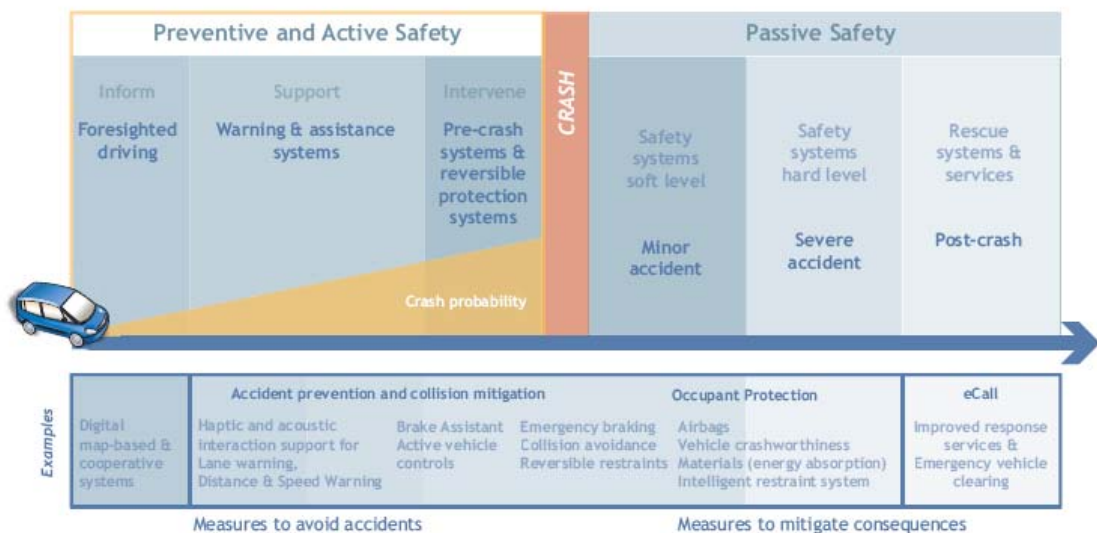 Preventive and Active Safety
CRASH
Passive Safety
Inform
Foresighted
driving
Support
Warning & assistance
systems
Intervene
Pre-crash
systems &
reversible
protection
systems
Crash probability
Safety
systems
soft level
Minor
accident
Safety
systems
hard level
Severe
accident
Rescue
systems &
services
Post-crash
Examples
Digital
map-based &
cooperative
systems
Accident prevention and collision mitigation
Haptic and acoustic
interaction support for
Lane warning,
Distance & Speed Warning
Brake Assistant
Active vehicle
controls
Emergency braking
Collision avoidance
Reversible restraints
Occupant Protection
Airbags
Vehicle crashworthiness
Materials (energy absorption)
Intelligent restraint system
eCall
Improved response
services &
Emergency vehicle
clearing
Measures to avoid accidents
Measures to mitigate consequences